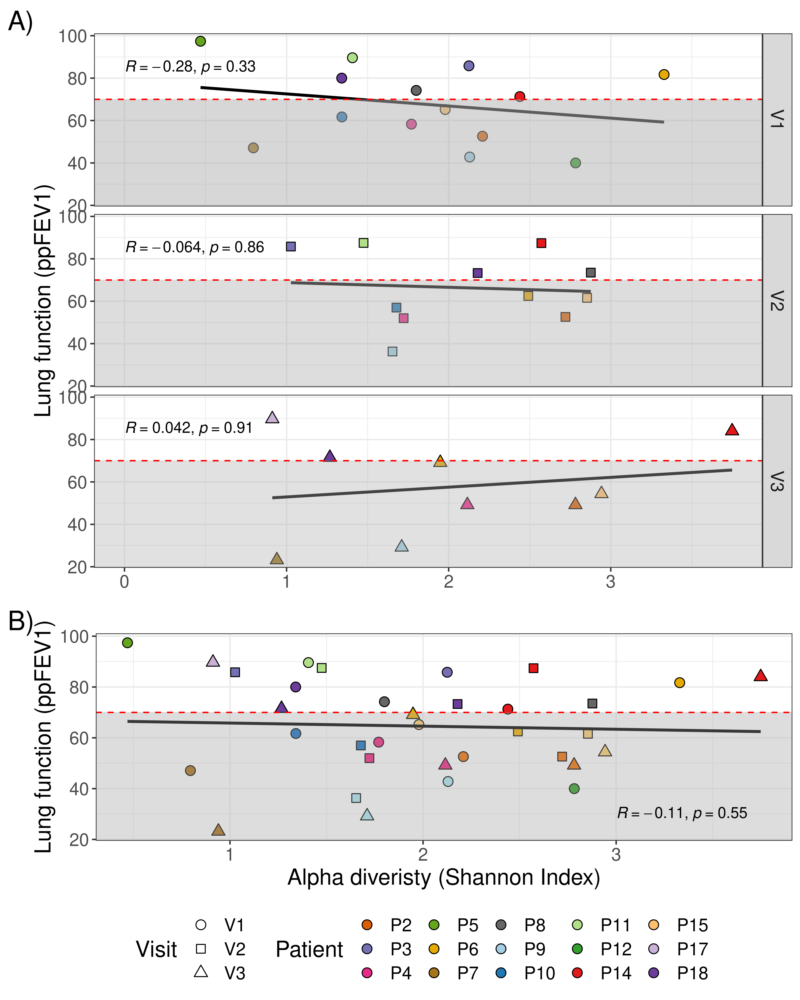 A)
Lung function (ppFEV1)
100
80
60
40
20
R = −0.28, p = 0.33
V1
100
80
60
40
20
R = −0.064, p = 0.86
V2
100
80
60
40
20
R = 0.042, p = 0.91
V3
0 1 2 3
B)
Lung function (ppFEV1)
100
80
60
40
20
R = −0.11, p = 0.55
1 2 3
Alpha diveristy (Shannon Index)
Visit
V1
V2
V3
Patient
P2 P5 P8 P11 P15
P3 P6 P9 P12 P17
P4 P7 P10 P14 P18